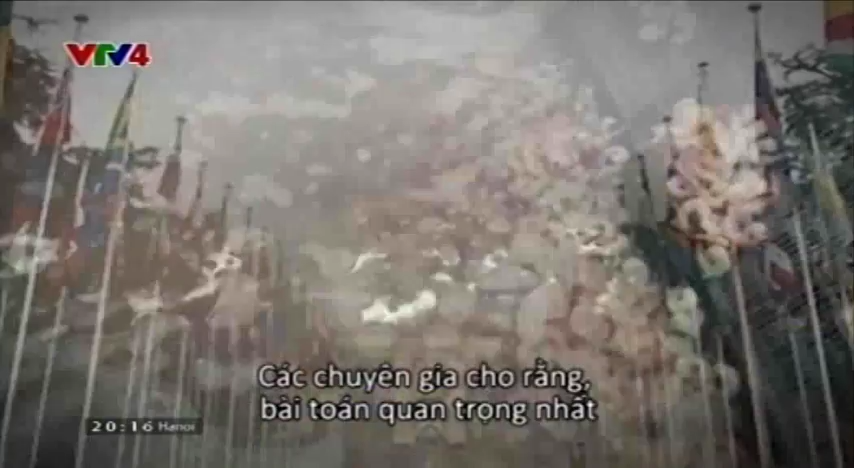 VTV4
Các chuyên gia cho rằng,
bài toán quan trọng nhất
20:16 Hanoi